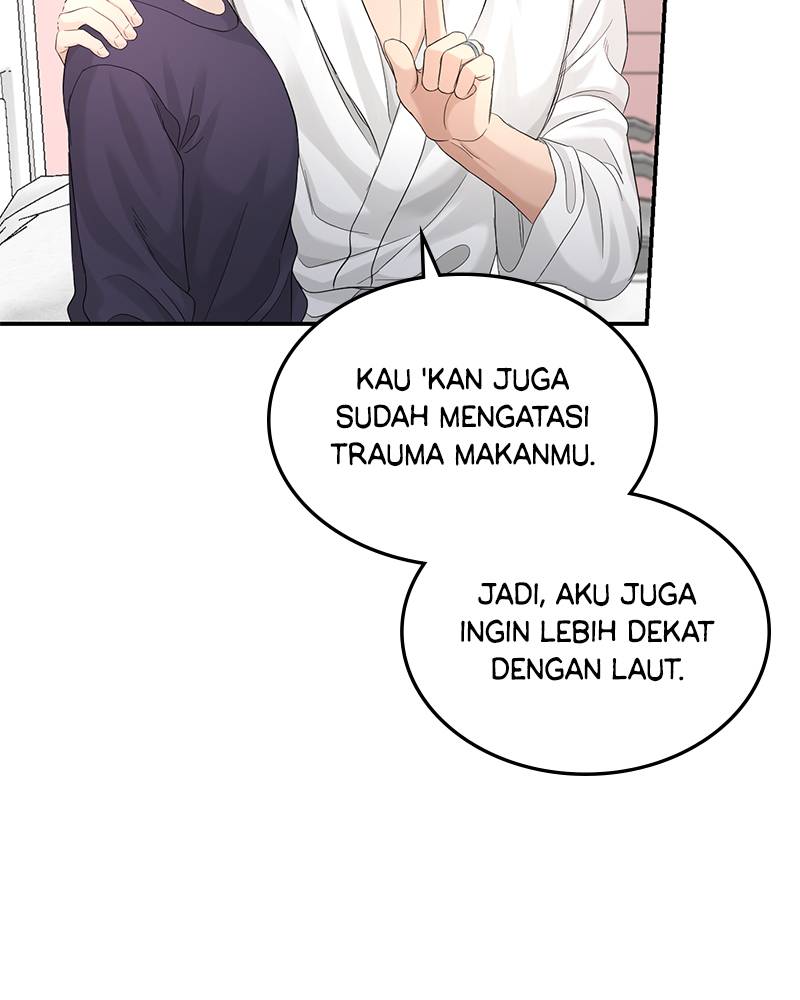 KAU 'KAN JUGA
SUDAH MENGATASI
TRAUMA MAKANMU.
JADI, AKU JUGA
INGIN LEBIH DEKAT
DENGAN LAUT.